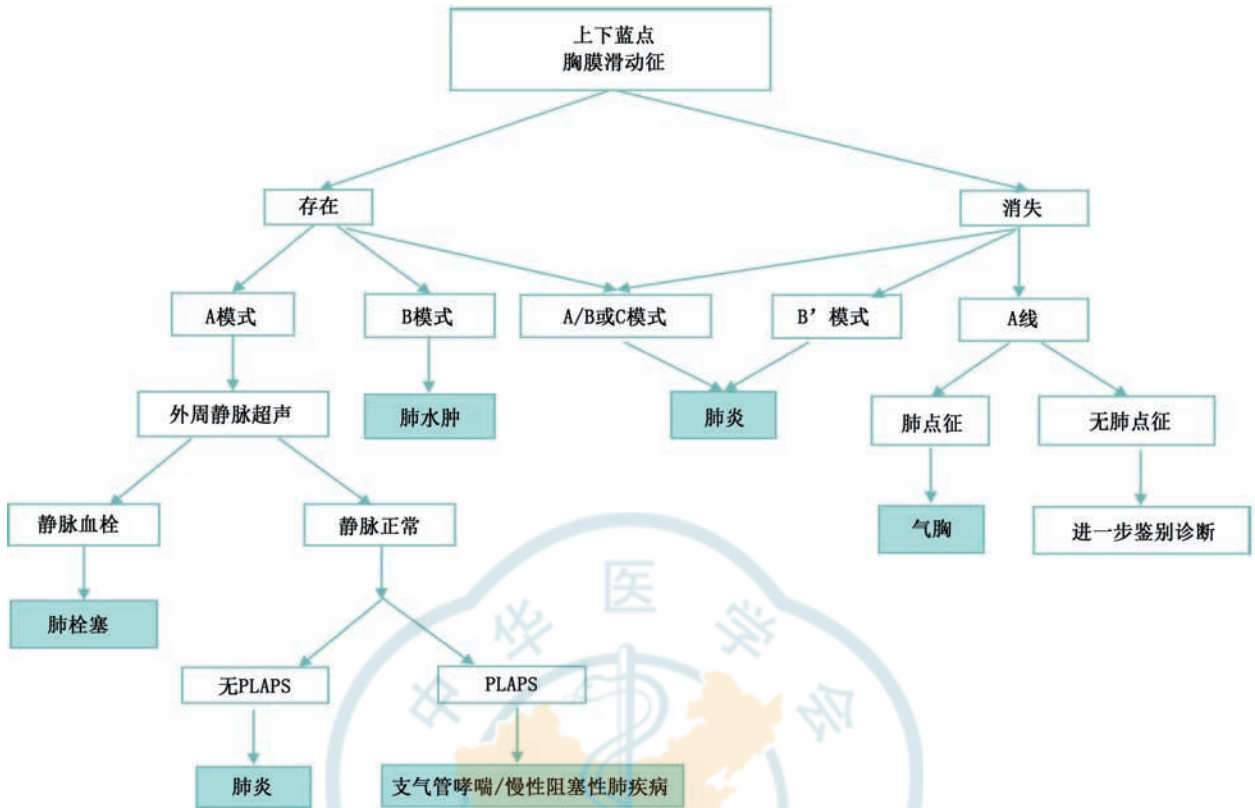 上下蓝点
胸膜滑动征
存在
消失
A模式
B模式
A/B或C模式
B’模式
A线
外周静脉超声
肺水肿
肺炎
肺点征
无肺点征
静脉血栓
静脉正常
气胸
进一步鉴别诊断
肺栓塞
无PLAPS
PLAPS
肺炎
支气管哮喘/慢性阻塞性肺疾病
中华医学会